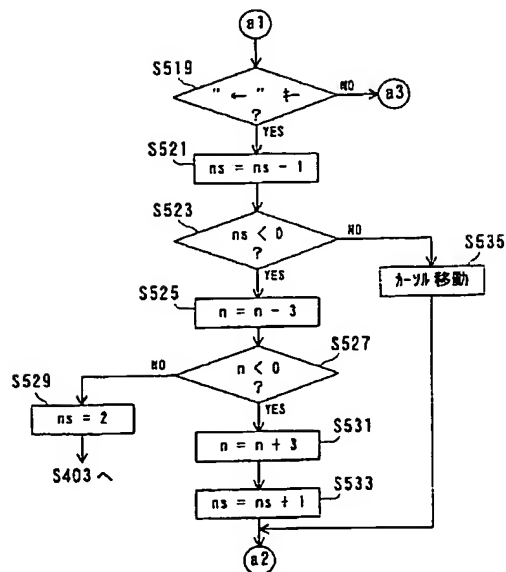 a1
S519
" ← " キー
?
NO
a3
YES
S521
ns = ns - 1
S523
ns < 0
?
NO
S535
YES
カーソル移動
S525
n = n - 3
S527
n < 0
?
NO
S529
YES
ns = 2
S531
n = n + 3
S403へ
S533
ns = ns + 1
a2